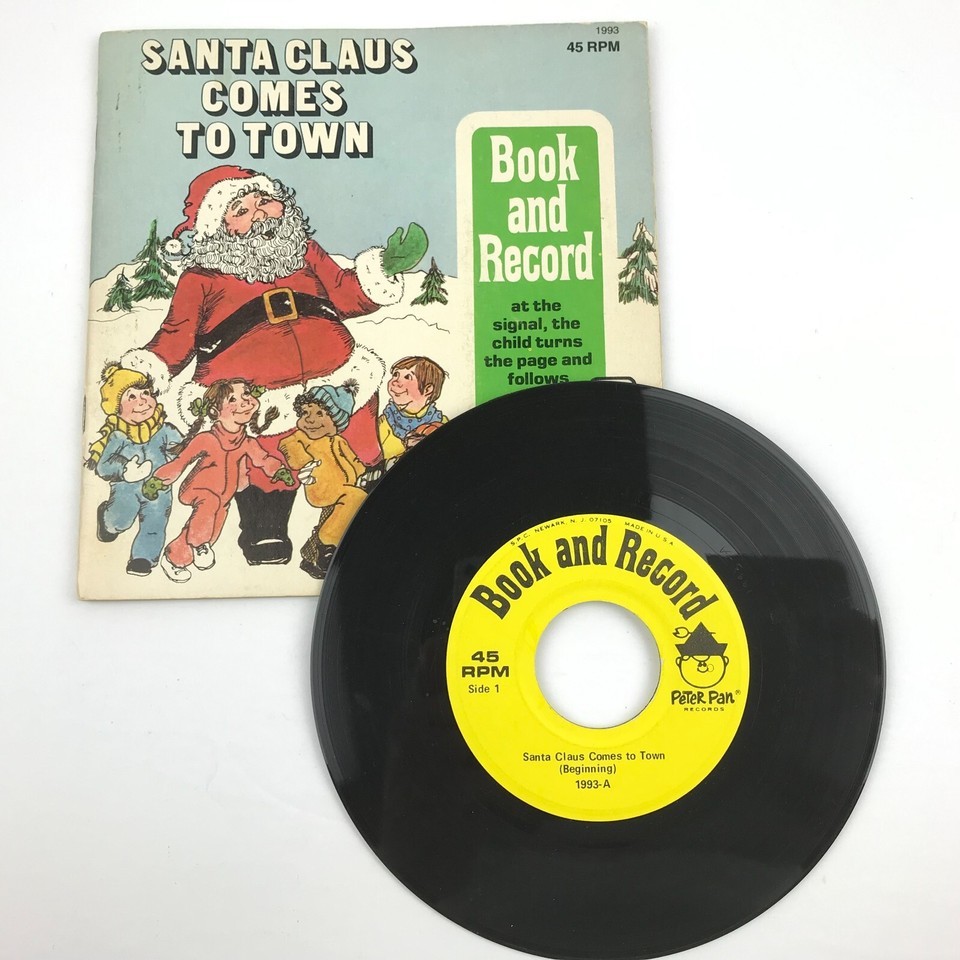 1993
45 RPM
SANTA CLAUS
COMES
TO TOWN
Book
and
Record
at the
signal, the
child turns
the page and
follows
S.P.C. NEWARK, N. J. 07105 MADE IN U.S.A.
Book and Record
45
RPM
Side 1
PETER PAN®
RECORDS
Santa Claus Comes to Town
(Beginning)
1993-A